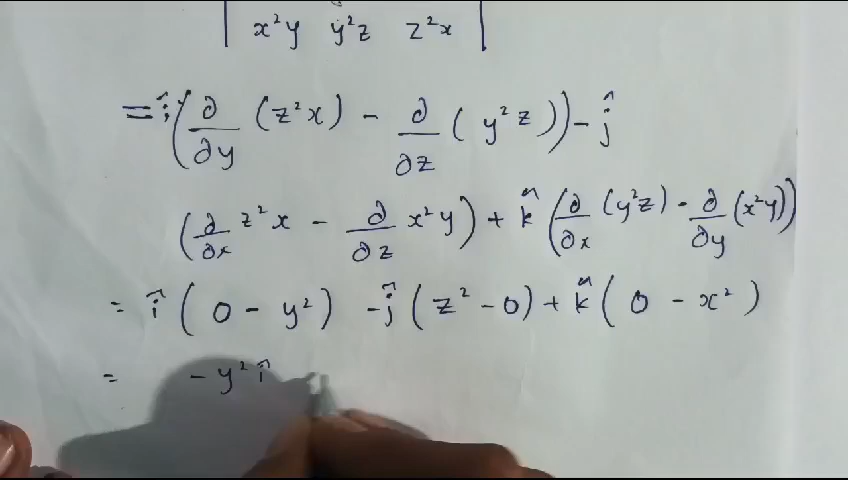 | x²y y²z z²x |
= î(∂/∂y (z²x) - ∂/∂z (y²z)) - ĵ
(∂/∂x z²x - ∂/∂z x²y) + k̂ (∂/∂x (y²z) - ∂/∂y (x²y))
= î (0 - y²) - ĵ (z² - 0) + k̂ (0 - x²)
= - y² î